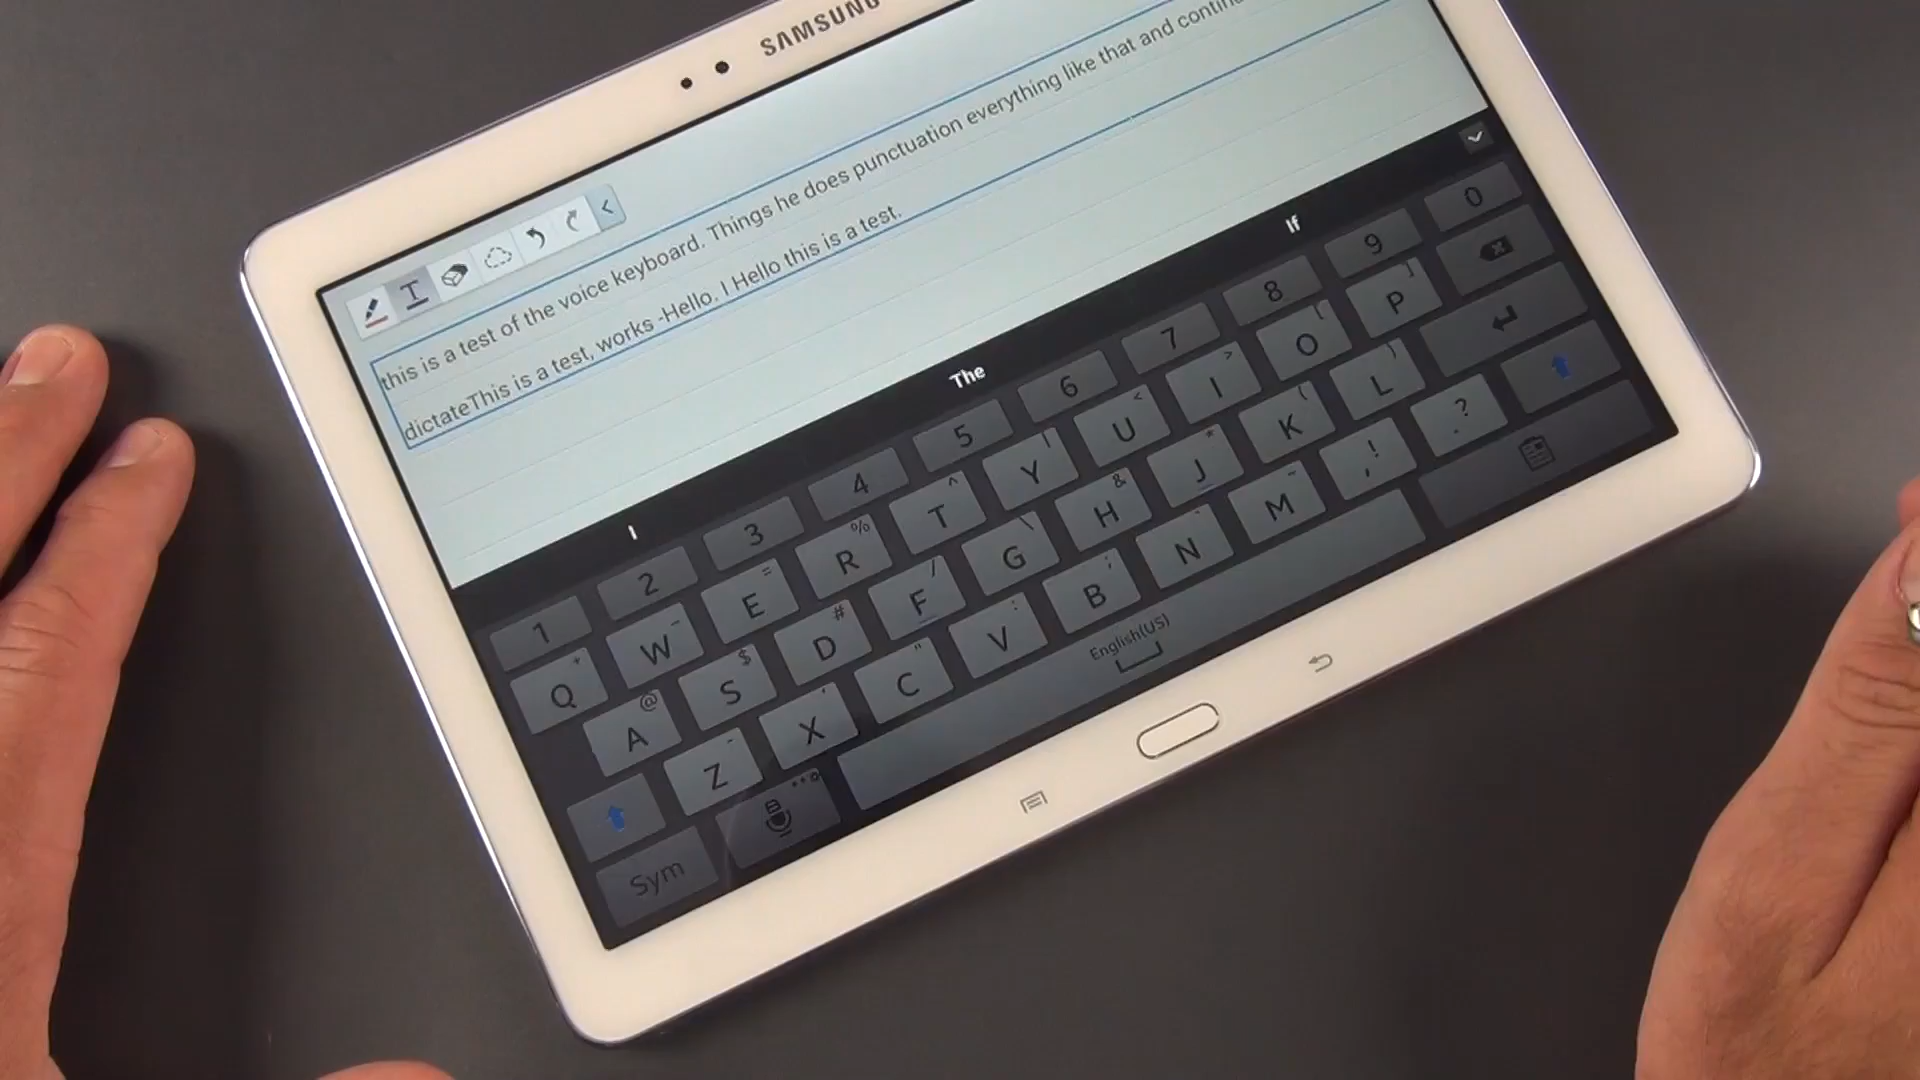 SAMSUNG
this is a test of the voice keyboard. Things he does punctuation everything like that and
dictateThis is a test, works -Hello. I Hello this is a test.
I The If
1 2 3 4 5 6 7 8 9 0
Q W E R T Y U I O P
A S D F G H J K L
Z X C V B N M , ! . ?
Sym English(US)